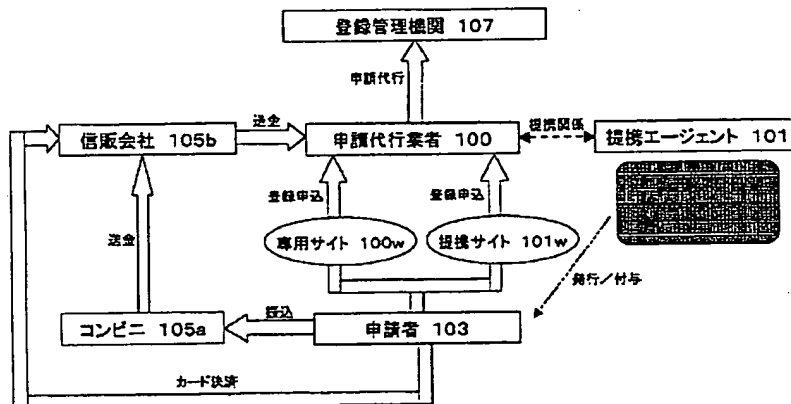 登録管理機関 107
申請代行
信販会社 105b
送金
申請代行業者 100
提携関係
提携エージェント 101
登録申込
登録申込
送金
専用サイト 100w
提携サイト 101w
発行/付与
コンビニ 105a
振込
申請者 103
カード決済